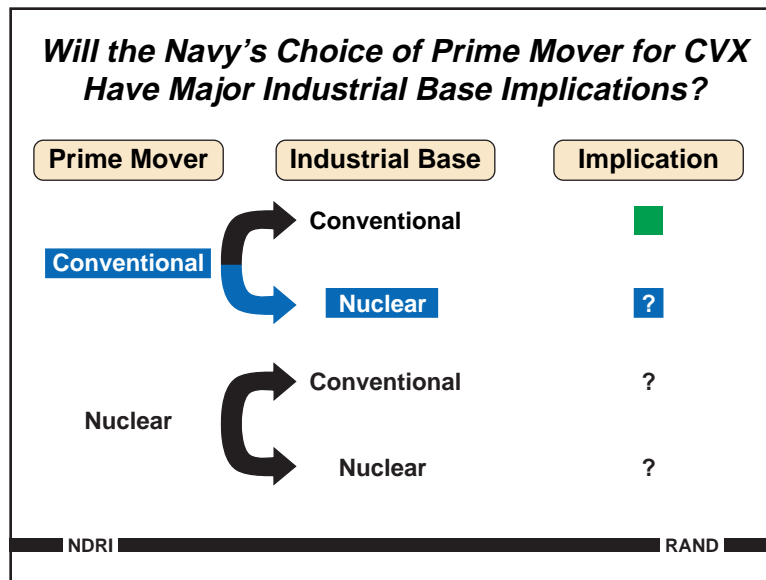 Will the Navy's Choice of Prime Mover for CVX
Have Major Industrial Base Implications?
Prime Mover
Industrial Base
Implication
Conventional
Conventional
Nuclear
?
Nuclear
Conventional
?
Nuclear
?
NDRI
RAND